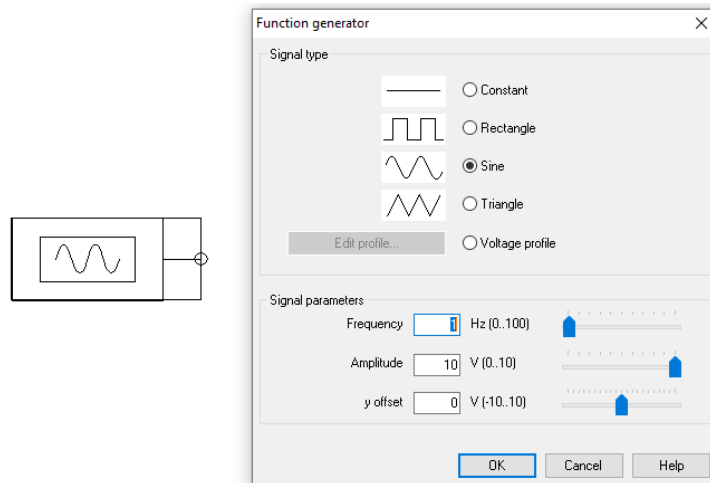 Function generator
Signal type
Constant
Rectangle
Sine
Triangle
Edit profile... Voltage profile
Signal parameters
Frequency 1 Hz (0..100)
Amplitude 10 V (0..10)
y offset 0 V (-10..10)
OK Cancel Help